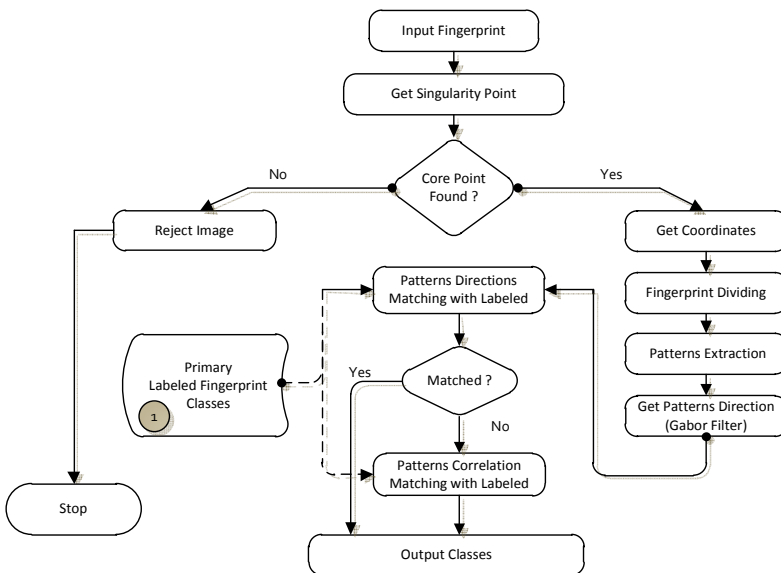 Input Fingerprint
Get Singularity Point
Core Point
Found ?
No
Yes
Reject Image
Get Coordinates
Patterns Directions
Matching with Labeled
Fingerprint Dividing
Primary
Labeled Fingerprint
Classes
1
Yes
Matched ?
No
Patterns Extraction
Get Patterns Direction
(Gabor Filter)
Patterns Correlation
Matching with Labeled
Stop
Output Classes